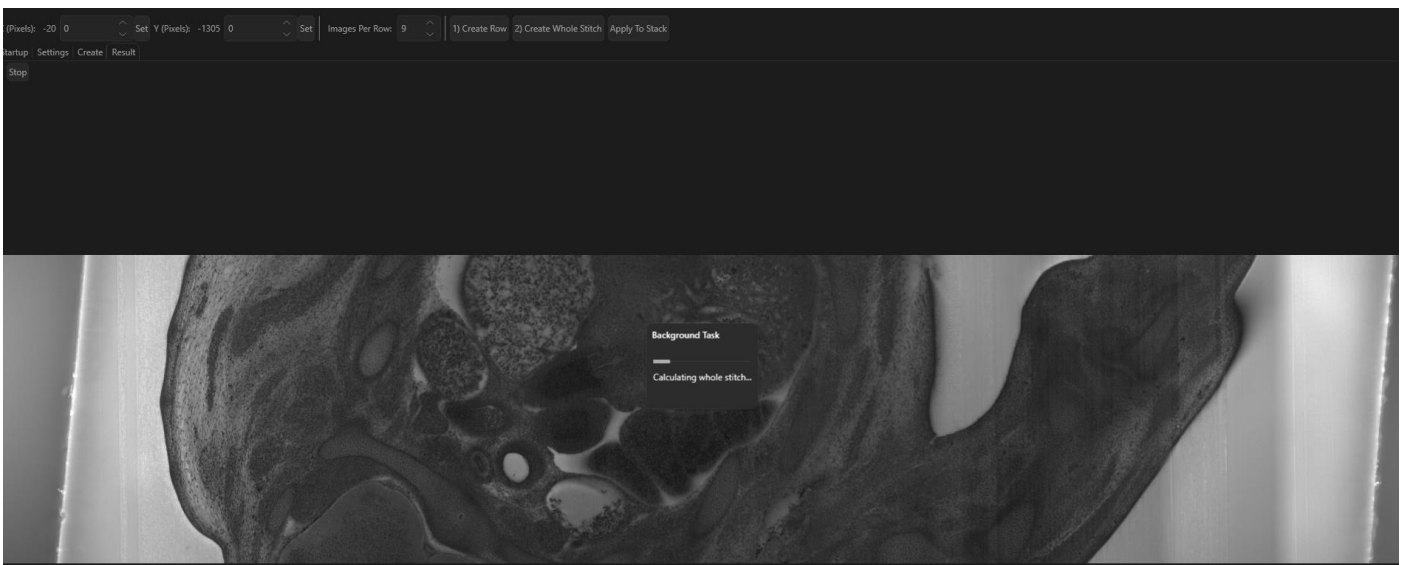 (Pixels): -20 0 Set Y (Pixels): -1305 0 Set Images Per Row: 9 1) Create Row 2) Create Whole Stitch Apply To Stack
Startup Settings Create Result
Stop
Background Task
Calculating whole stitch...